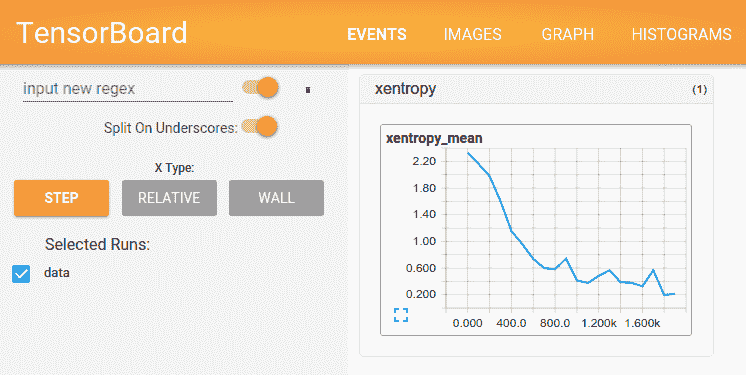 TensorBoard
EVENTS IMAGES GRAPH HISTOGRAMS
input new regex
Split On Underscores:
X Type:
STEP RELATIVE WALL
Selected Runs:
data
xentropy (1)
xentropy_mean
2.20
1.80
1.40
1.00
0.600
0.200
0.000 400.0 800.0 1.200k 1.600k